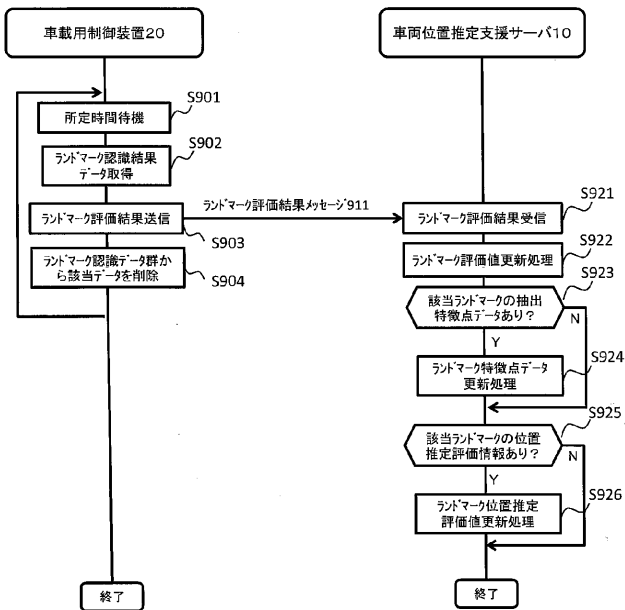 車載用制御装置20
S901
所定時間待機
S902
ランドマーク認識結果
データ取得
ランドマーク評価結果送信
S903
ランドマーク認識データ群か
ら該当データを削除
S904
終了
ランドマーク評価結果メッセージ911
車両位置推定支援サーバ10
S921
ランドマーク評価結果受信
S922
ランドマーク評価値更新処理
S923
該当ランドマークの抽出
特徴点データあり？
N
Y
S924
ランドマーク特徴点データ
更新処理
S925
該当ランドマークの位置
推定評価情報あり？
N
Y
S926
ランドマーク位置推定
評価値更新処理
終了